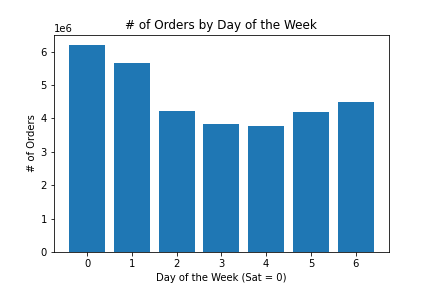 # of Orders by Day of the Week
1e6
6
5
4
3
2
1
0
# of Orders
0 1 2 3 4 5 6
Day of the Week (Sat = 0)